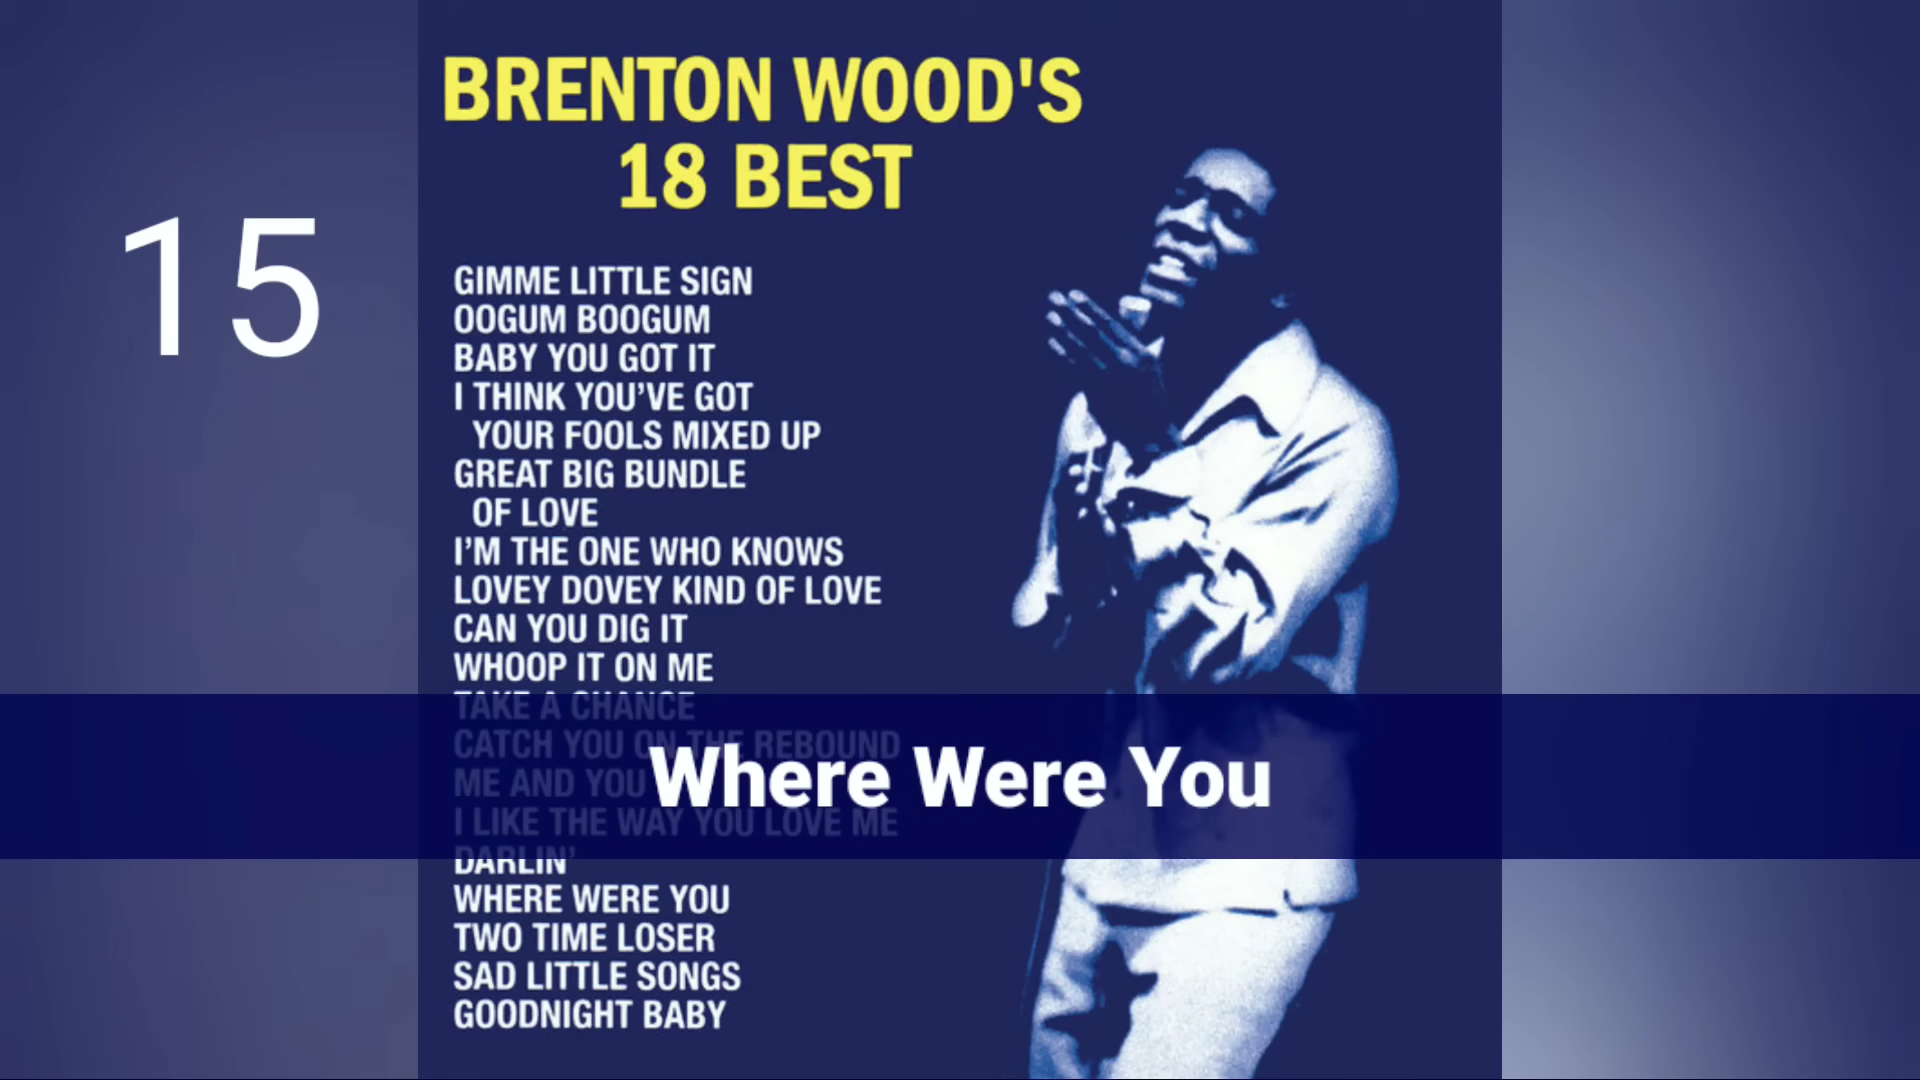 BRENTON WOOD'S
18 BEST
15
GIMME LITTLE SIGN
OOGUM BOOGUM
BABY YOU GOT IT
I THINK YOU'VE GOT
YOUR FOOLS MIXED UP
GREAT BIG BUNDLE
OF LOVE
I'M THE ONE WHO KNOWS
LOVEY DOVEY KIND OF LOVE
CAN YOU DIG IT
WHOOP IT ON ME
TAKE A CHANCE
CATCH YOU ON THE REBOUND
ME AND YOU
Where Were You
I LIKE THE WAY YOU LOVE ME
DARLIN'
WHERE WERE YOU
TWO TIME LOSER
SAD LITTLE SONGS
GOODNIGHT BABY